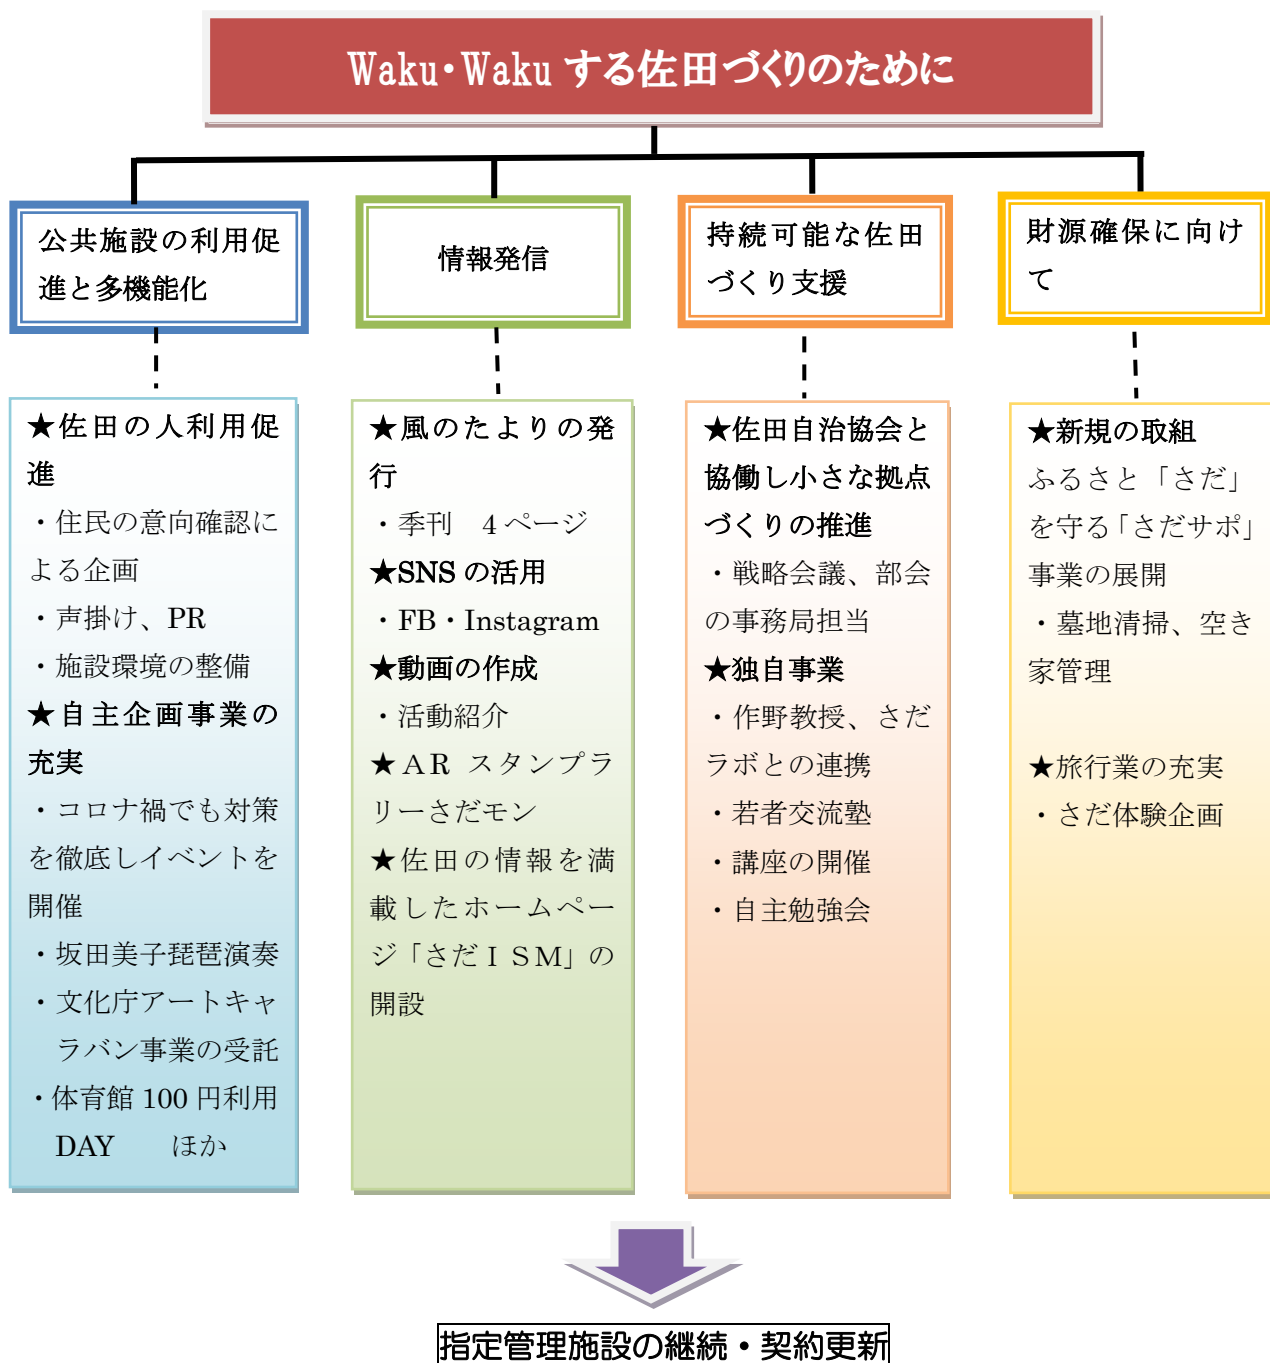 Waku･Waku する佐田づくりのために
公共施設の利用促
進と多機能化
情報発信
持続可能な佐田
づくり支援
財源確保に向け
て
★佐田の人利用促
進
・住民の意向確認に
よる企画
・声掛け、PR
・施設環境の整備
★自主企画事業の
充実
・コロナ禍でも対策
を徹底しイベントを
開催
・坂田美子琵琶演奏
・文化庁アートキャ
ラバン事業の受託
・体育館 100 円利用
DAY　　ほか
★風のたよりの発
行
・季刊　4 ページ
★SNS の活用
・FB・Instagram
★動画の作成
・活動紹介
★ＡＲ スタンプラ
リーさだモン
★佐田の情報を満
載したホームペー
ジ「さだＩＳＭ」の
開設
★佐田自治協会と
協働し小さな拠点
づくりの推進
・戦略会議、部会
の事務局担当
★独自事業
・作野教授、さだ
ラボとの連携
・若者交流塾
・講座の開催
・自主勉強会
★新規の取組
ふるさと「さだ」
を守る「さだサポ」
事業の展開
・墓地清掃、空き
家管理
★旅行業の充実
・さだ体験企画
指定管理施設の継続・契約更新